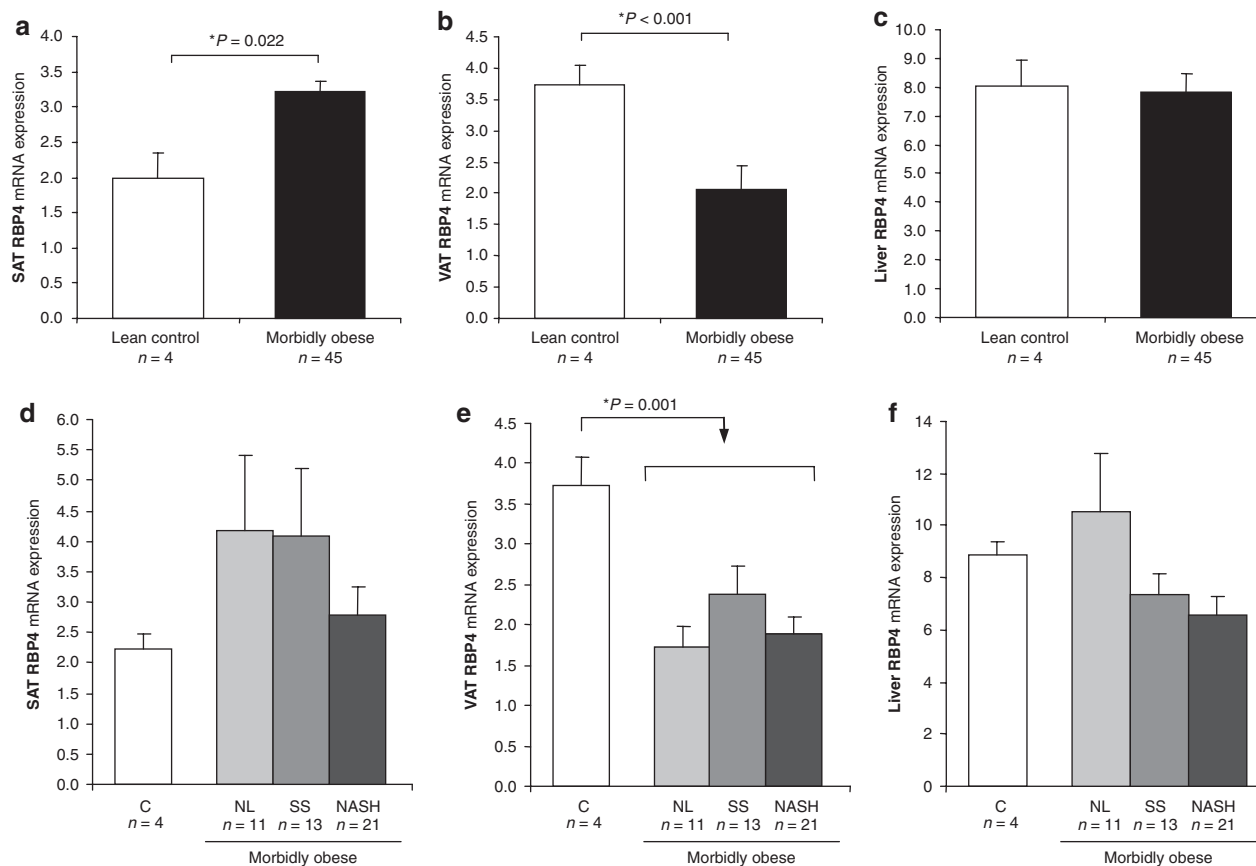 a
*P = 0.022
SAT RBP4 mRNA expression
4.0
3.5
3.0
2.5
2.0
1.5
1.0
0.5
0.0
Lean control
n = 4
Morbidly obese
n = 45
b
*P < 0.001
VAT RBP4 mRNA expression
4.5
4.0
3.5
3.0
2.5
2.0
1.5
1.0
0.5
0.0
Lean control
n = 4
Morbidly obese
n = 45
c
Liver RBP4 mRNA expression
10.0
9.0
8.0
7.0
6.0
5.0
4.0
3.0
2.0
1.0
0.0
Lean control
n = 4
Morbidly obese
n = 45
d
SAT RBP4 mRNA expression
6.0
5.5
5.0
4.5
4.0
3.5
3.0
2.5
2.0
1.5
1.0
0.5
0.0
C NL SS NASH
n = 4 n = 11 n = 13 n = 21
Morbidly obese
e
*P = 0.001
VAT RBP4 mRNA expression
4.5
4.0
3.5
3.0
2.5
2.0
1.5
1.0
0.5
0.0
C NL SS NASH
n = 4 n = 11 n = 13 n = 21
Morbidly obese
f
Liver RBP4 mRNA expression
14
12
10
8
6
4
2
0
C NL SS NASH
n = 4 n = 11 n = 13 n = 21
Morbidly obese